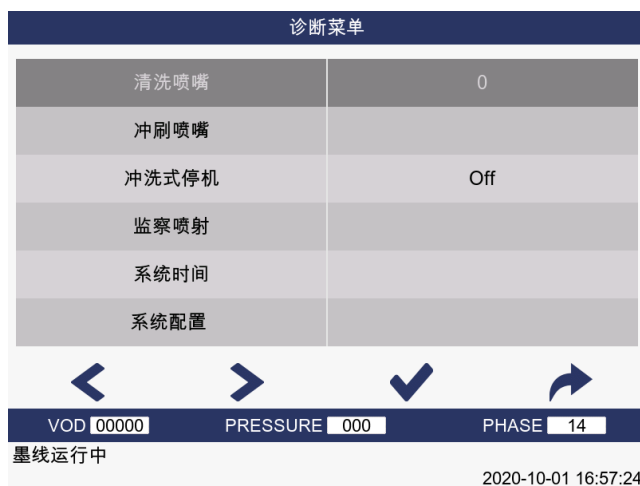 诊断菜单
清洗喷嘴 0
冲刷喷嘴
冲洗式停机 Off
监察喷射
系统时间
系统配置
VOD 00000 PRESSURE 000 PHASE 14
墨线运行中
2020-10-01 16:57:24